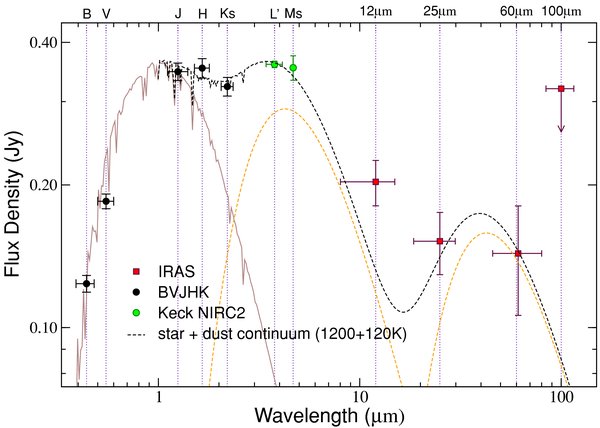 B V J H Ks L' Ms 12μm 25μm 60μm 100μm
0.40
0.20
0.10
Flux Density (Jy)
IRAS
BVJHK
Keck NIRC2
star + dust continuum (1200+120K)
1 10 100
Wavelength (μm)